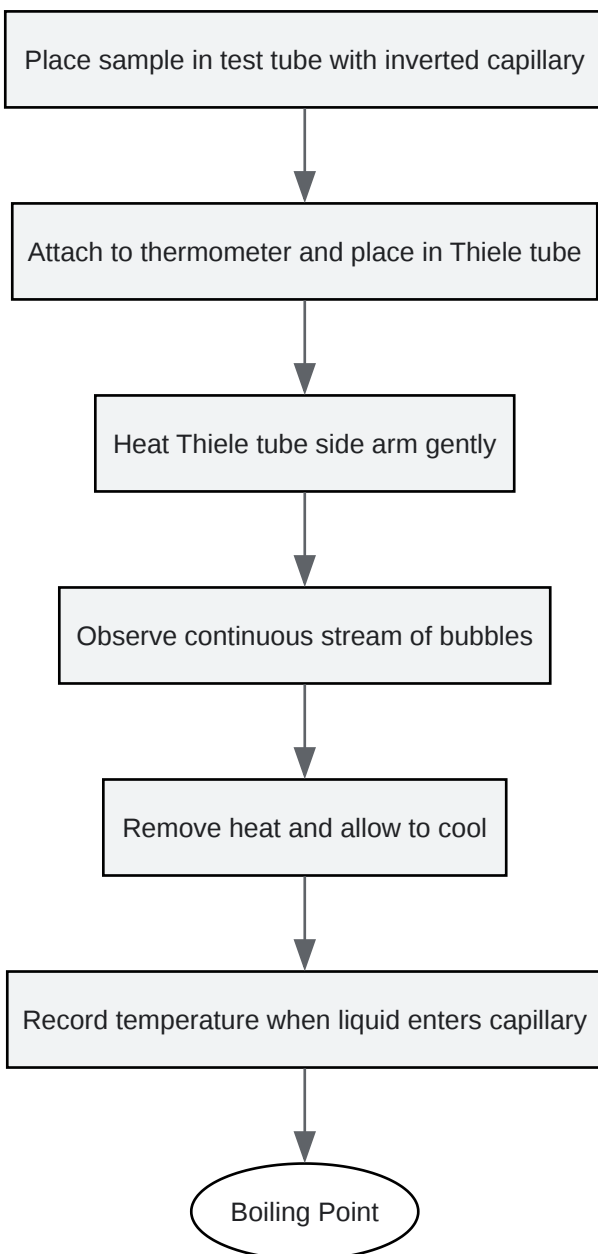 Place sample in test tube with inverted capillary
Attach to thermometer and place in Thiele tube
Heat Thiele tube side arm gently
Observe continuous stream of bubbles
Remove heat and allow to cool
Record temperature when liquid enters capillary
Boiling Point